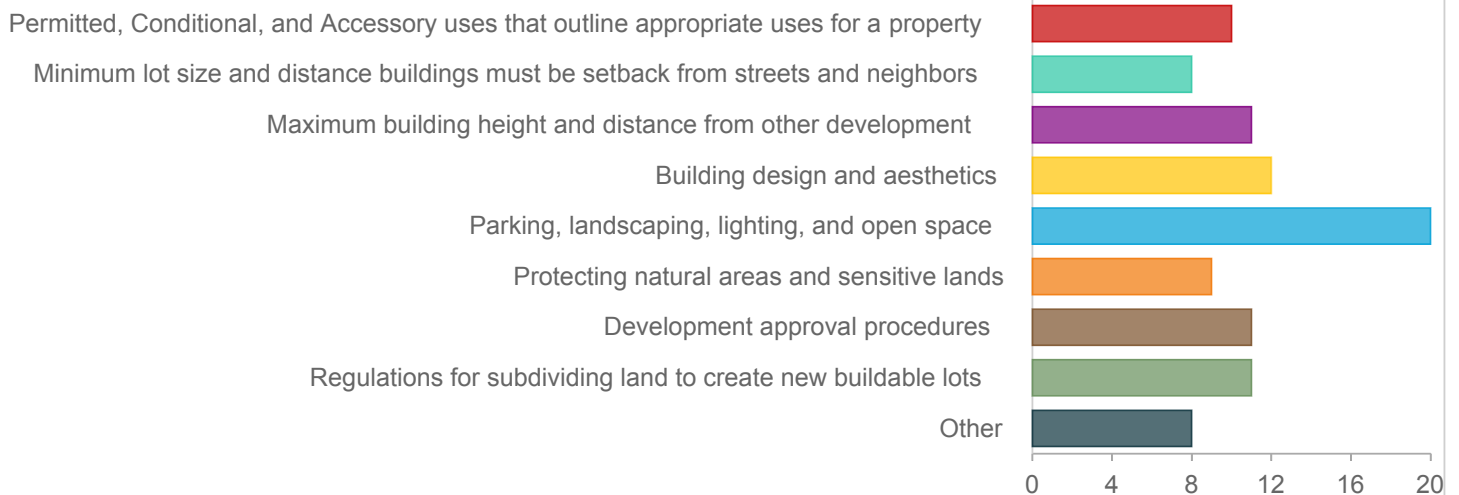 Permitted, Conditional, and Accessory uses that outline appropriate uses for a property
Minimum lot size and distance buildings must be setback from streets and neighbors
Maximum building height and distance from other development
Building design and aesthetics
Parking, landscaping, lighting, and open space
Protecting natural areas and sensitive lands
Development approval procedures
Regulations for subdividing land to create new buildable lots
Other
0 4 8 12 16 20